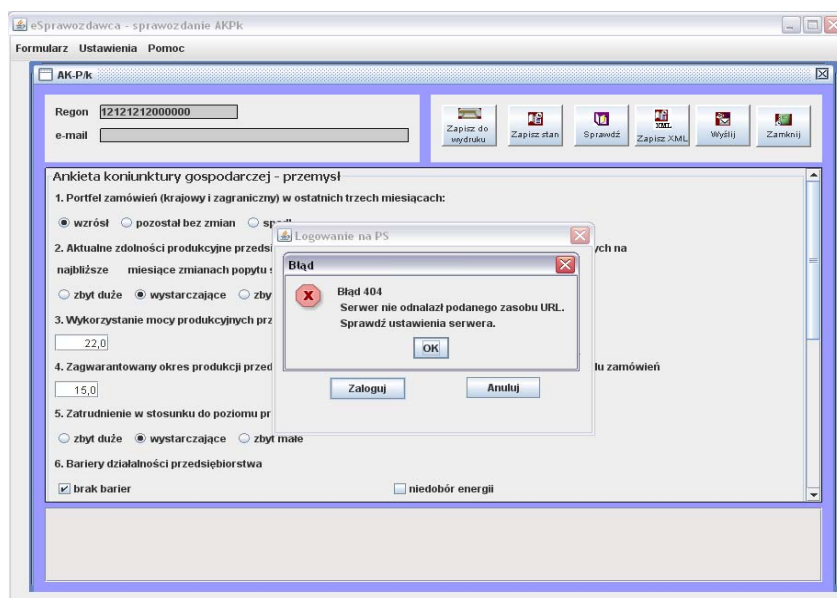 eSprawozdawca - sprawozdanie AKPk
Formularz Ustawienia Pomoc
AK-P/k
Regon 12121212000000
e-mail
Zapisz do wydruku
Zapisz stan
Sprawdź
XML
Zapisz XML
Wyślij
Zamknij
Ankieta koniunktury gospodarczej - przemysł
1. Portfel zamówień (krajowy i zagraniczny) w ostatnich trzech miesiącach:
wzrósł pozostał bez zmian
Logowanie na PS
2. Aktualne zdolności produkcyjne ych na
najbliższe miesiące zmianach popytu
Błąd
Błąd 404
Serwer nie odnalazł podanego zasobu URL.
Sprawdź ustawienia serwera.
OK
zbyt duże wystarczające
3. Wykorzystanie mocy produkcyjnych
22,0
4. Zagwarantowany okres produkcji lu zamówień
15,0
Zaloguj Anuluj
5. Zatrudnienie w stosunku do poziomu
zbyt duże wystarczające zbyt małe
6. Bariery działalności przedsiębiorstwa
brak barier niedobór energii